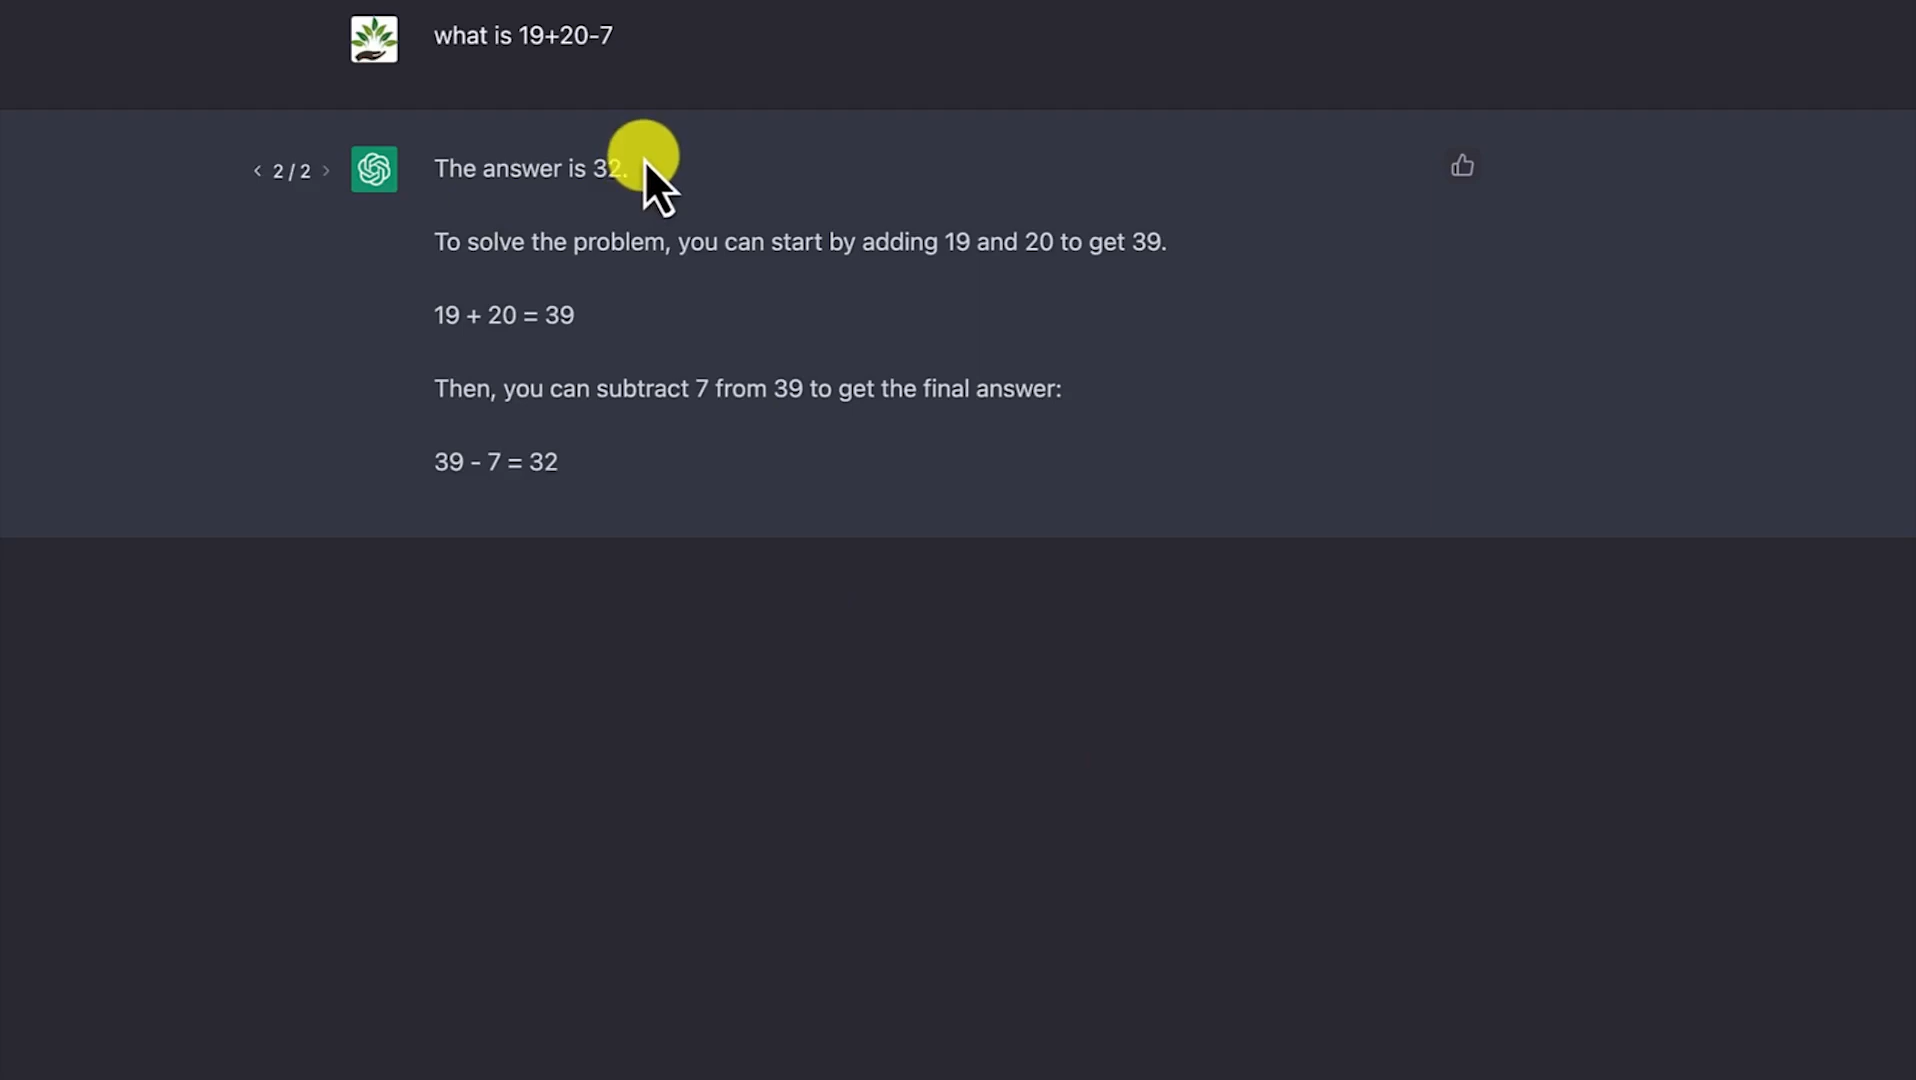 what is 19+20-7
< 2 / 2 >
The answer is 32.
To solve the problem, you can start by adding 19 and 20 to get 39.
19 + 20 = 39
Then, you can subtract 7 from 39 to get the final answer:
39 - 7 = 32